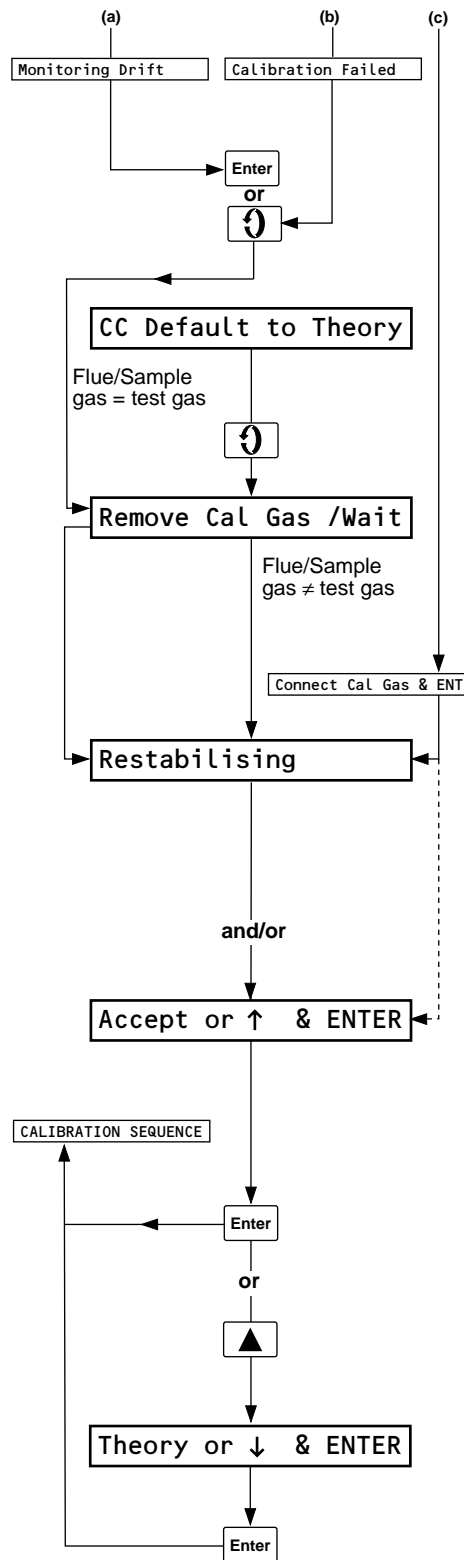 (a)
(b)
(c)
Monitoring Drift
Calibration Failed
Enter
or
CC Default to Theory
Flue/Sample
gas = test gas
Remove Cal Gas /Wait
Flue/Sample
gas ≠ test gas
Connect Cal Gas & ENT
Restabilising
and/or
Accept or ↑ & ENTER
CALIBRATION SEQUENCE
Enter
or
Theory or ↓ & ENTER
Enter